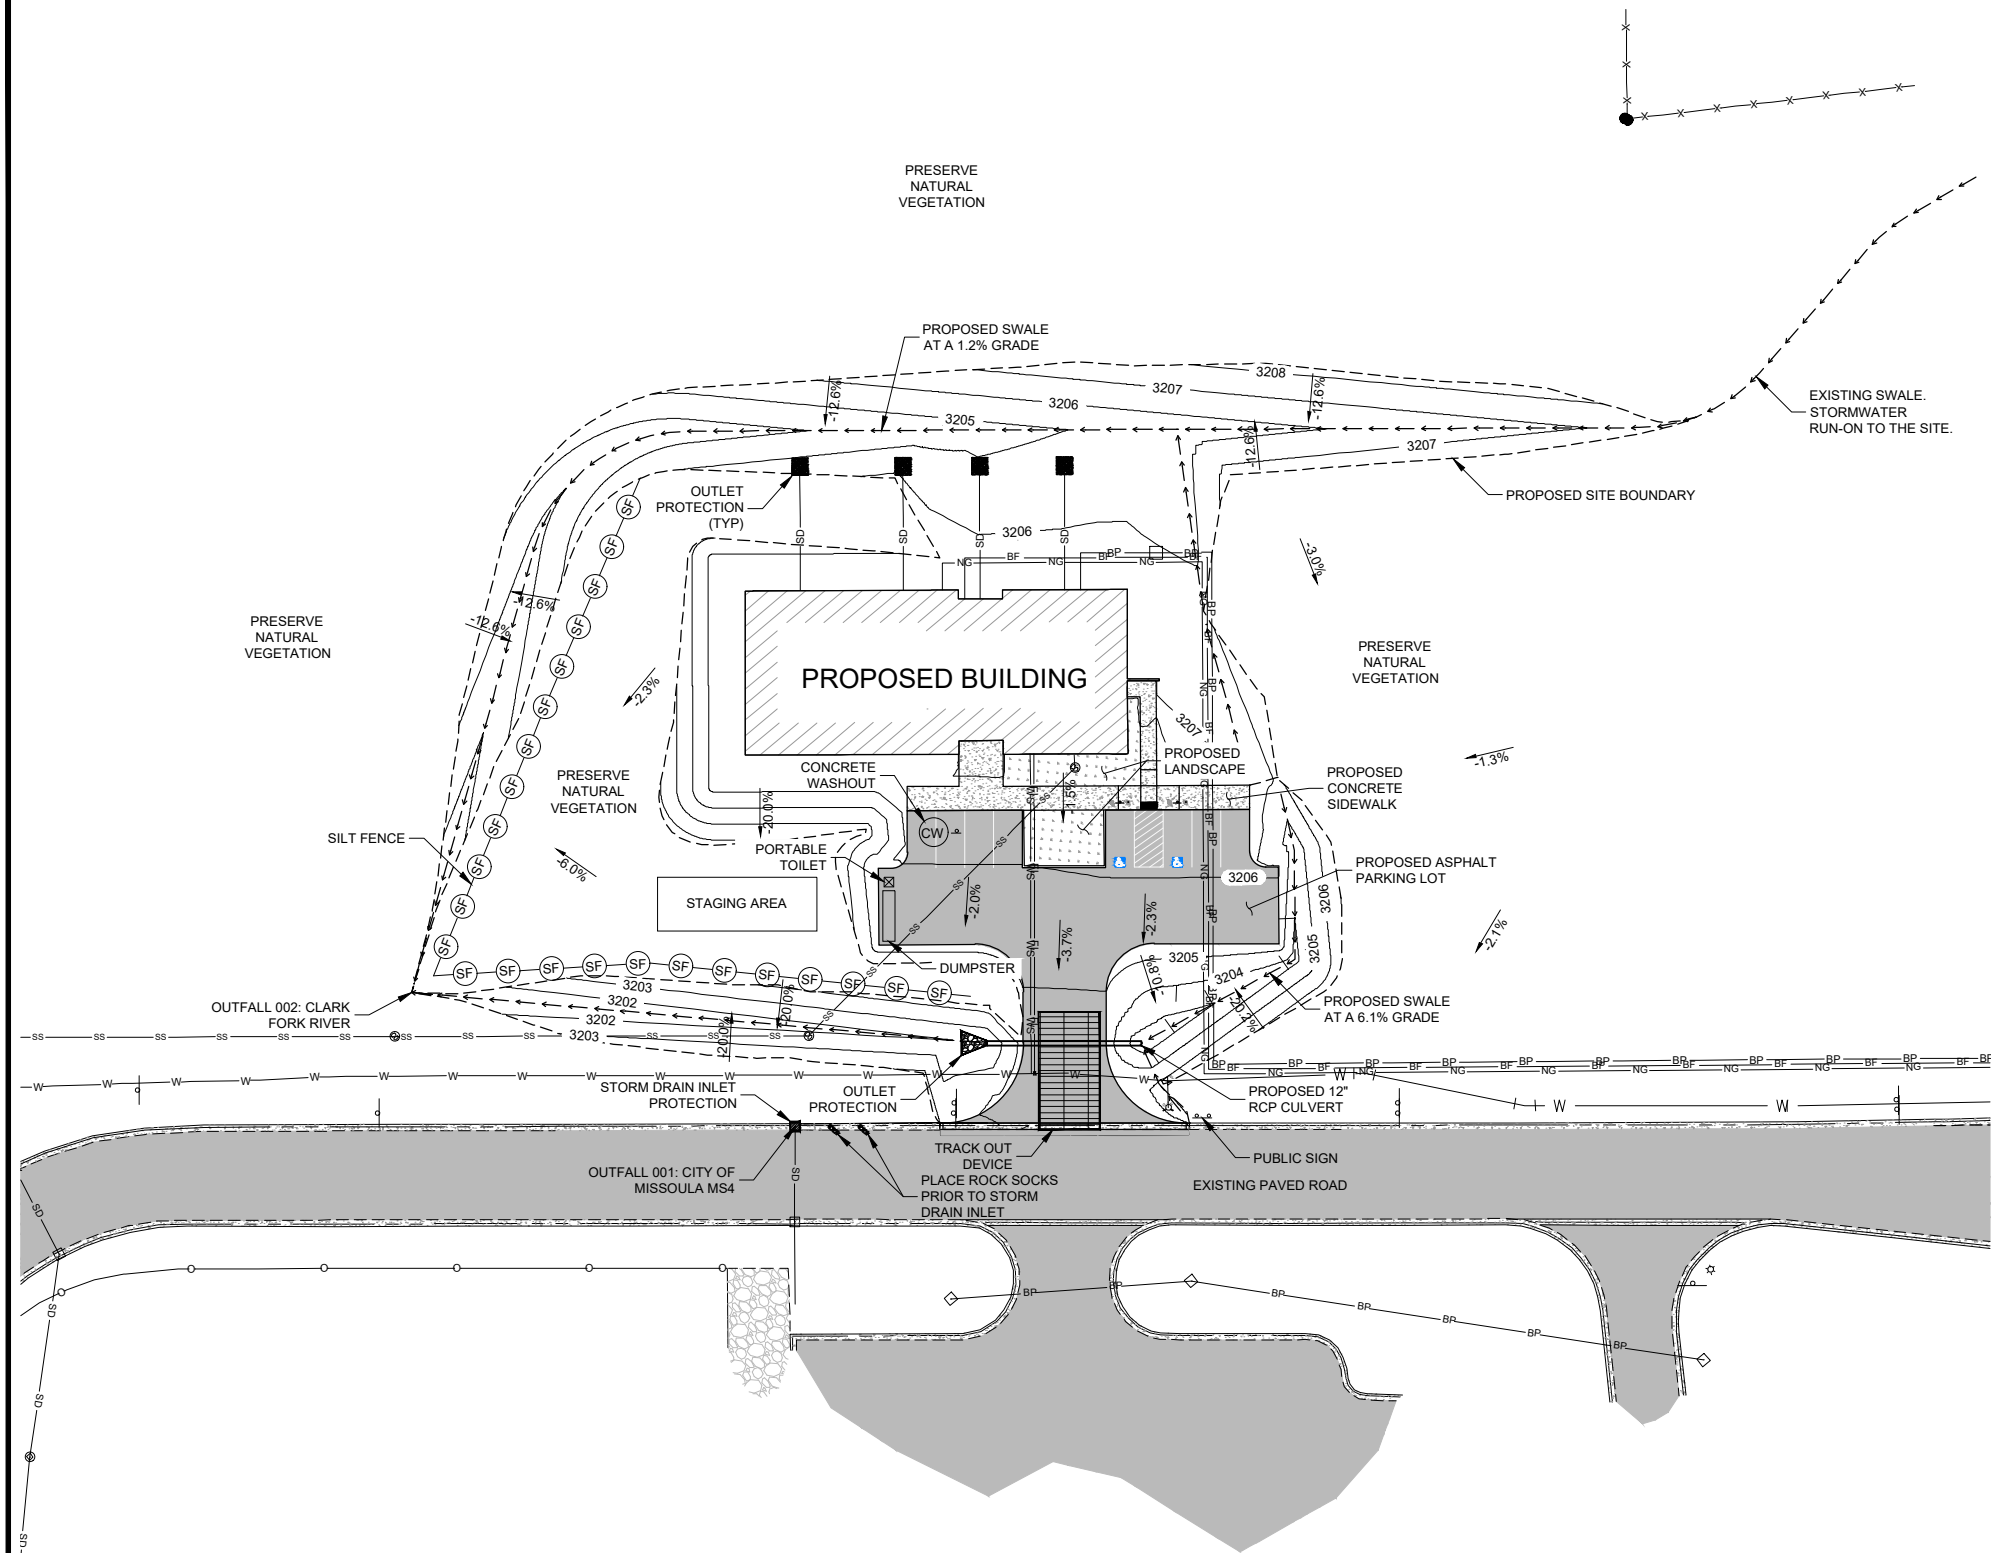 PRESERVE
NATURAL
VEGETATION
PROPOSED SWALE
AT A 1.2% GRADE
3208
3207
3206
3205
-12.6%
-12.6%
-12.6%
3207
EXISTING SWALE.
STORMWATER
RUN-ON TO THE SITE.
PROPOSED SITE BOUNDARY
OUTLET
PROTECTION
(TYP)
3206
-3.0%
-12.6%
-12.6%
PRESERVE
NATURAL
VEGETATION
-2.3%
PROPOSED BUILDING
PRESERVE
NATURAL
VEGETATION
3207
-1.3%
PROPOSED
LANDSCAPE
CONCRETE
WASHOUT
PRESERVE
NATURAL
VEGETATION
PROPOSED
CONCRETE
SIDEWALK
-20.0%
CW
SILT FENCE
-6.0%
PORTABLE
TOILET
PROPOSED ASPHALT
PARKING LOT
3206
3206
STAGING AREA
-2.0%
-2.3%
-3.7%
-2.1%
3205
3205
3204
DUMPSTER
-10.8%
-20.2%
3203
3202
3202
3203
-20.0%
-20.0%
OUTFALL 002: CLARK
FORK RIVER
PROPOSED SWALE
AT A 6.1% GRADE
STORM DRAIN INLET
PROTECTION
OUTLET
PROTECTION
PROPOSED 12"
RCP CULVERT
TRACK OUT
DEVICE
PUBLIC SIGN
OUTFALL 001: CITY OF
MISSOULA MS4
PLACE ROCK SOCKS
PRIOR TO STORM
DRAIN INLET
EXISTING PAVED ROAD